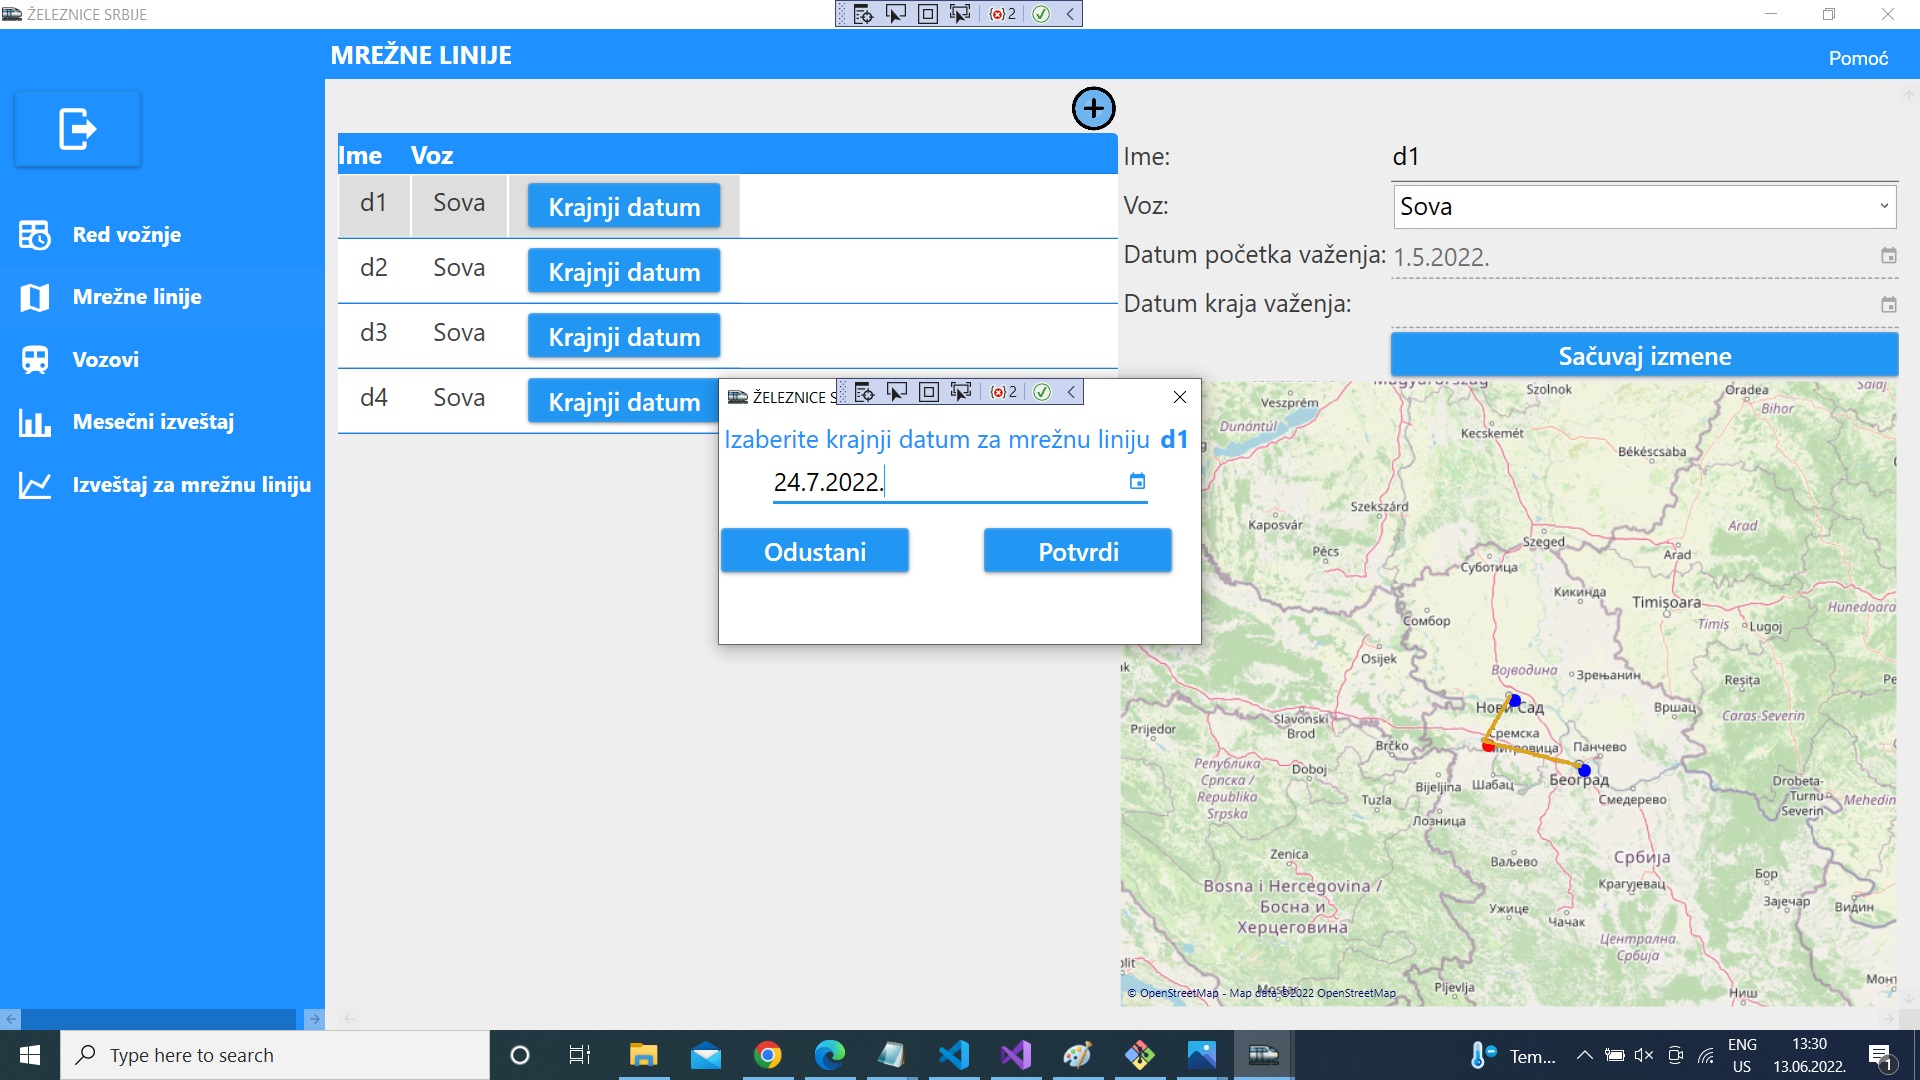 ŽELEZNICE SRBIJE
2
MREŽNE LINIJE
Pomoć
Red vožnje
Mrežne linije
Vozovi
Mesečni izveštaj
Izveštaj za mrežnu liniju
Ime Voz
d1 Sova Krajnji datum
d2 Sova Krajnji datum
d3 Sova Krajnji datum
d4 Sova Krajnji datum
Ime: d1
Voz: Sova
Datum početka važenja: 1.5.2022.
Datum kraja važenja:
Sačuvaj izmene
ŽELEZNICE S
2
Izaberite krajnji datum za mrežnu liniju d1
24.7.2022.
Odustani Potvrdi
Szolnok
Oradea
Salaj
Veszprém
Bihor
Dunántúl
Kecskemét
Békéscsaba
Szekszárd
Kaposvár
Arad
Pécs
Szeged
Arad
Суботица
Кикинда
Timișoara
Hunedoara
Сомбор
Timiș
Lugoj
Osijek
Војводина
Зрењанин
Reșița
Нови Сад
Вршац
Caras-Severin
Slavonski
Brod
Prijedor
Сремска
Митровица
Панчево
Brčko
Република
Српска /
Republika
Srpska
Doboj
Bijeljina
Шабац
Београд
Drobeta-
Turnu
Severin
Mehedin
Tuzla
Смедерево
Лозница
Zenica
Ваљево
Србија
Бор
Bosna i Hercegovina /
Босна и
Херцеговина
Крагујевац
Зајечар
Видин
Ужице
Чачак
Централна
Србија
Mostar
Pljevlja
Ниш
Монт
© OpenStreetMap - Map data ©2022 OpenStreetMap
Type here to search
Tem...
ENG
US
13:30
13.06.2022.
1